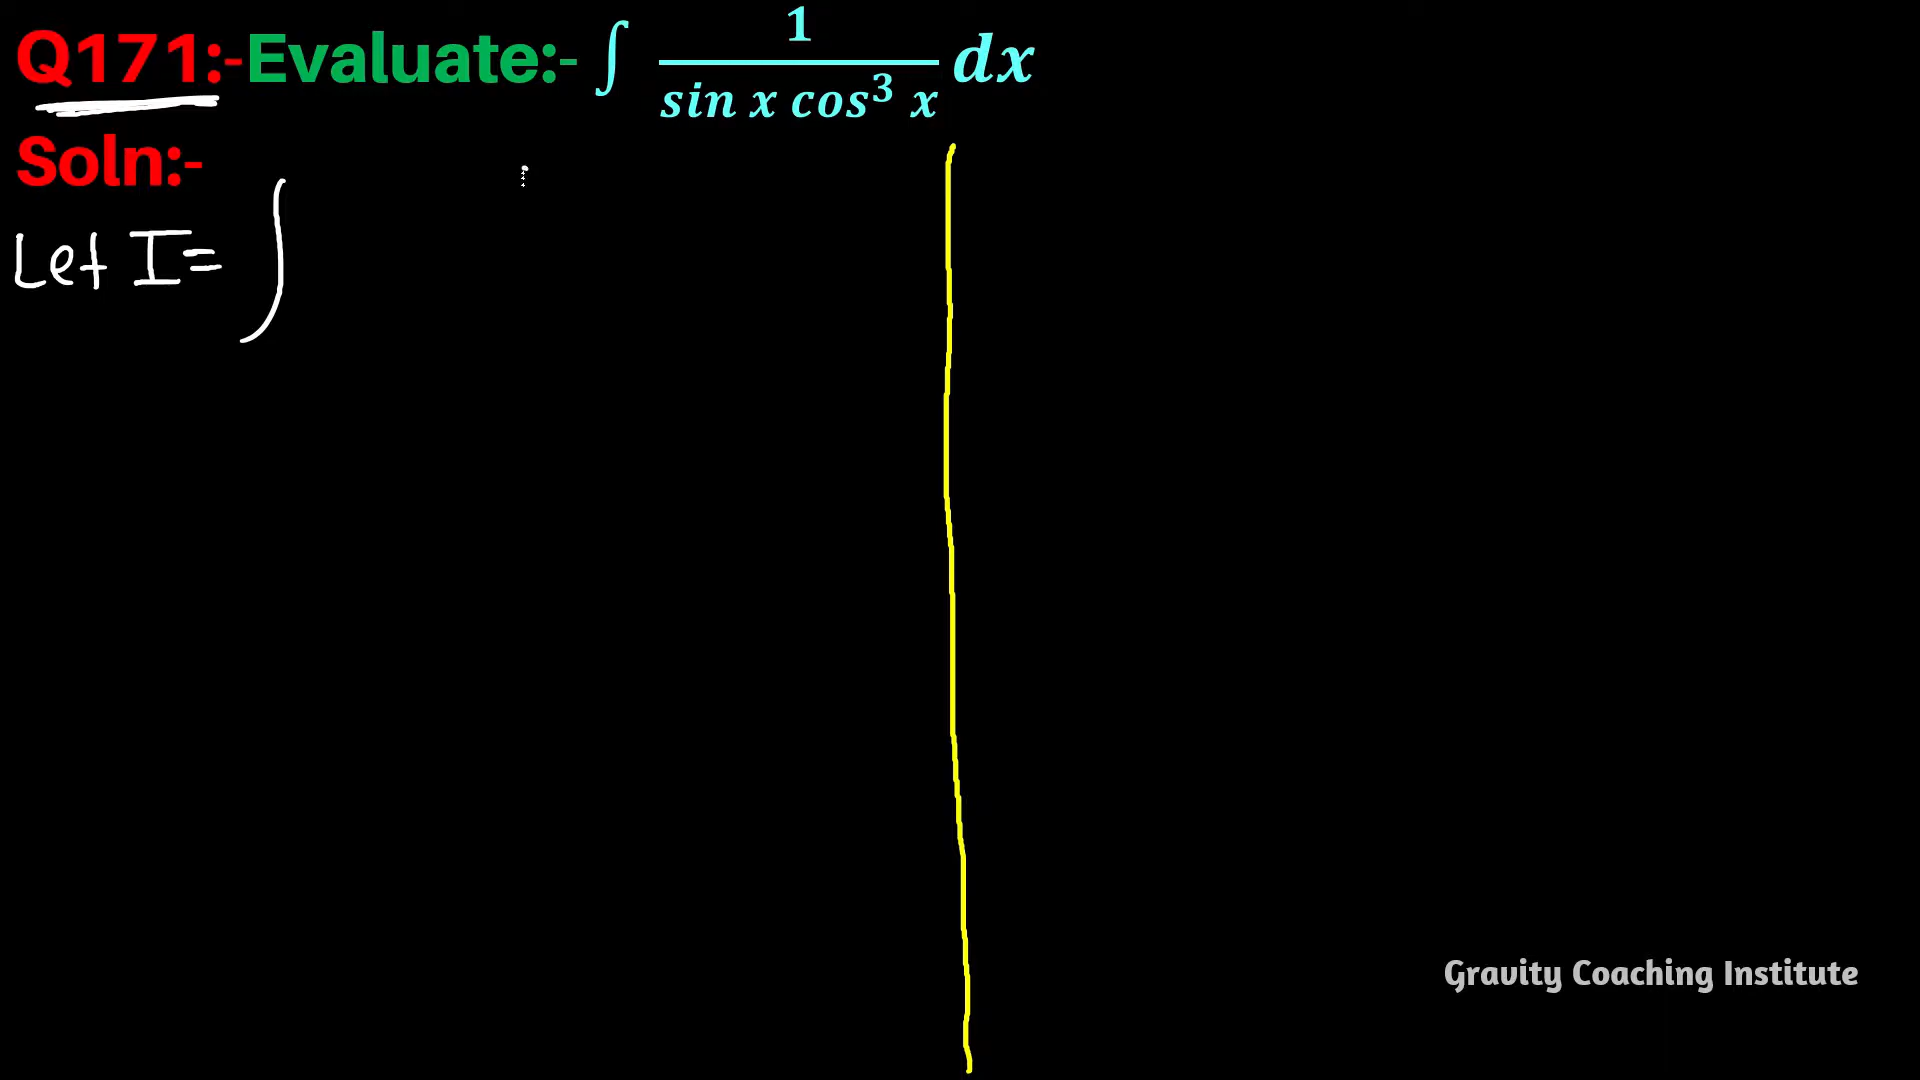 Q171:-Evaluate:- ∫ 1/(sin x cos³ x) dx
Soln:-
Let I= ∫
Gravity Coaching Institute